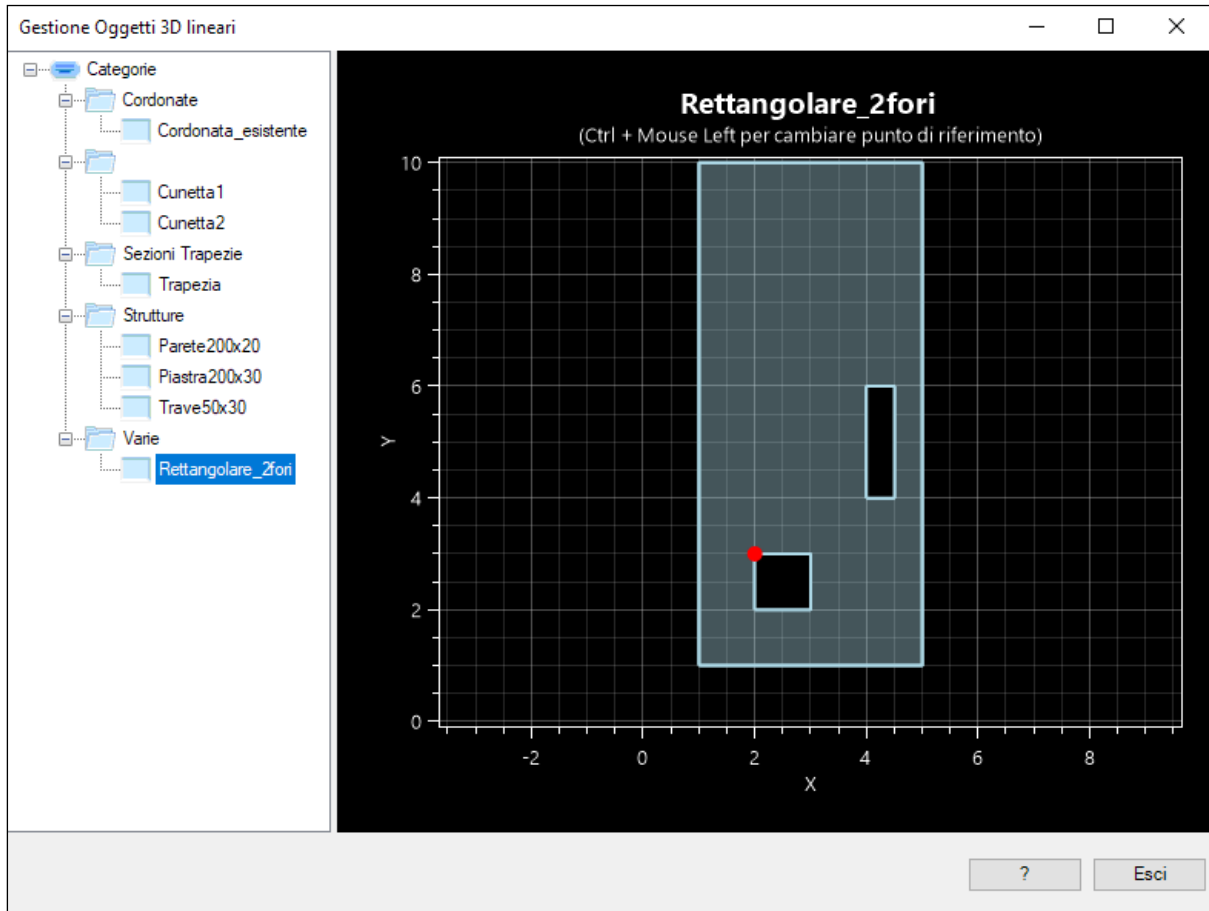 Gestione Oggetti 3D lineari
Categorie
Cordonate
Cordonata_esistente
Cunetta1
Cunetta2
Sezioni Trapezie
Trapezia
Strutture
Parete200x20
Piastra200x30
Trave50x30
Varie
Rettangolare_2fori
Rettangolare_2fori
(Ctrl + Mouse Left per cambiare punto di riferimento)
10
8
6
4
2
0
Y
-2 0 2 4 6 8
X
? Esci